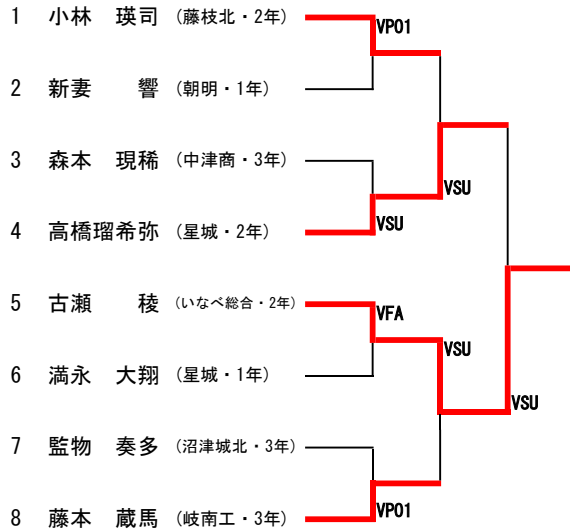 1 小林 瑛司 (藤枝北・2年)
VPO1
2 新妻 響 (朝明・1年)
3 森本 現稀 (中津商・3年)
VSU
4 高橋瑠希弥 (星城・2年)
VSU
5 古瀬 稜 (いなべ総合・2年)
VFA
VSU
6 満永 大翔 (星城・1年)
VSU
7 監物 奏多 (沼津城北・3年)
8 藤本 蔵馬 (岐南工・3年)
VPO1